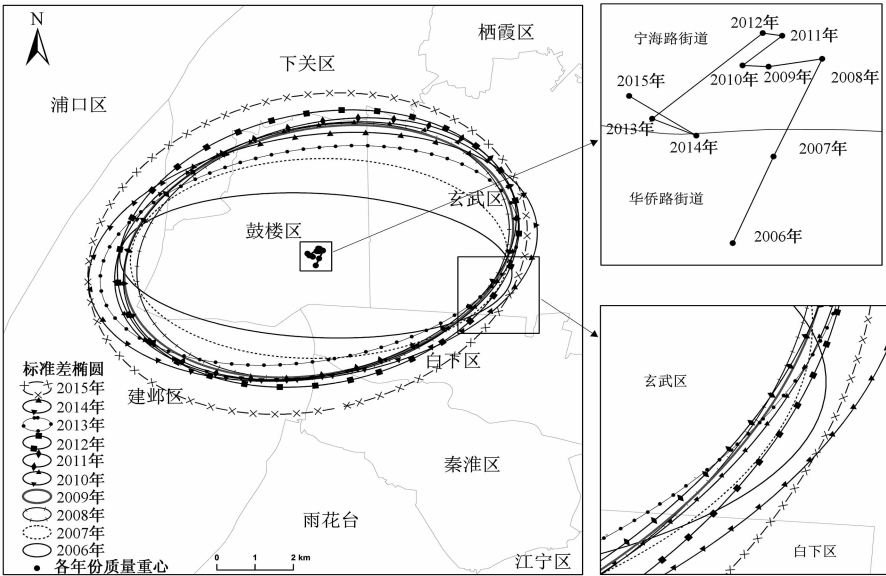 N
栖霞区
下关区
浦口区
玄武区
鼓楼区
白下区
建邺区
秦淮区
雨花台
江宁区
标准差椭圆
2015年
2014年
2013年
2012年
2011年
2010年
2009年
2008年
2007年
2006年
各年份质量重心
0 1 2 km
2012年
宁海路街道
2011年
2010年
2009年
2008年
2015年
2013年
2014年
2007年
华侨路街道
2006年
玄武区
白下区